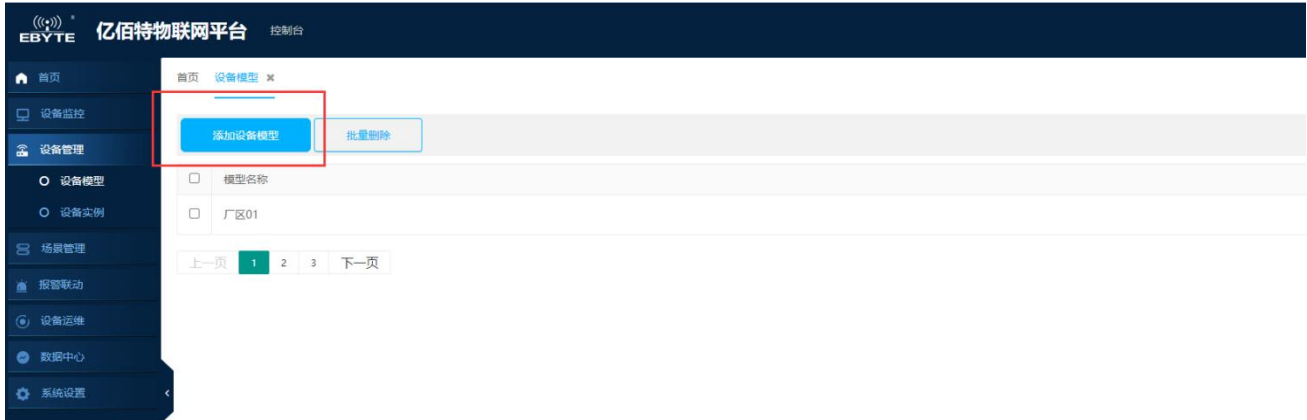 EBYTE 亿佰特物联网平台 控制台
首页
设备监控
设备管理
设备模型
设备实例
场景管理
报警联动
设备运维
数据中心
系统设置
首页 设备模型 ×
添加设备模型 批量删除
模型名称
厂区01
上一页 1 2 3 下一页